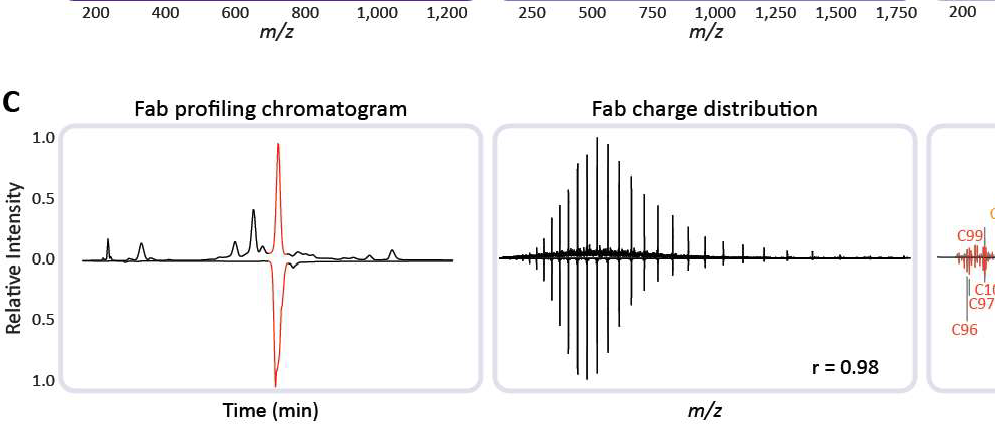 200 400 600 800 1,000 1,200
m/z
250 500 750 1,000 1,250 1,500 1,750
m/z
200
C
Fab profiling chromatogram
Fab charge distribution
Relative Intensity
1.0
0.5
0.0
0.5
1.0
Time (min)
r = 0.98
m/z
C99
C97
C96